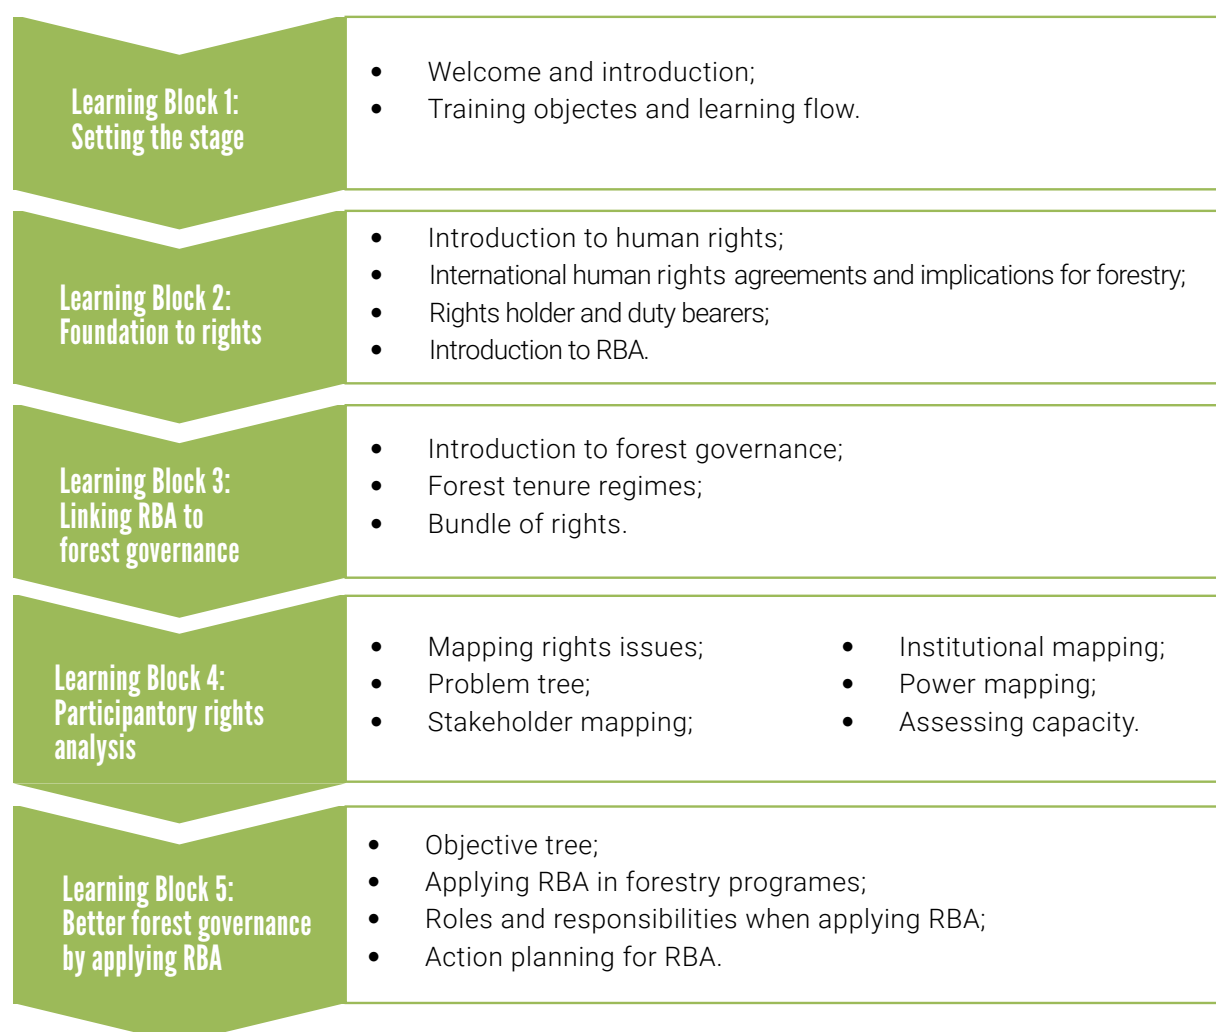 Learning Block 1:
Setting the stage
• Welcome and introduction;
• Training objectes and learning flow.
Learning Block 2:
Foundation to rights
• Introduction to human rights;
• International human rights agreements and implications for forestry;
• Rights holder and duty bearers;
• Introduction to RBA.
Learning Block 3:
Linking RBA to
forest governance
• Introduction to forest governance;
• Forest tenure regimes;
• Bundle of rights.
Learning Block 4:
Participantory rights
analysis
• Mapping rights issues;
• Problem tree;
• Stakeholder mapping;
• Institutional mapping;
• Power mapping;
• Assessing capacity.
Learning Block 5:
Better forest governance
by applying RBA
• Objective tree;
• Applying RBA in forestry programes;
• Roles and responsibilities when applying RBA;
• Action planning for RBA.